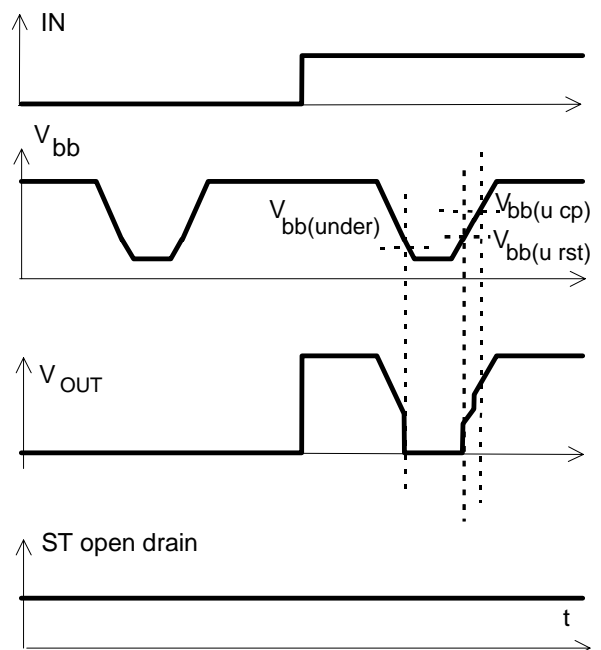 IN
V bb
V bb(under)
V bb(u cp)
V bb(u rst)
V OUT
ST open drain
t